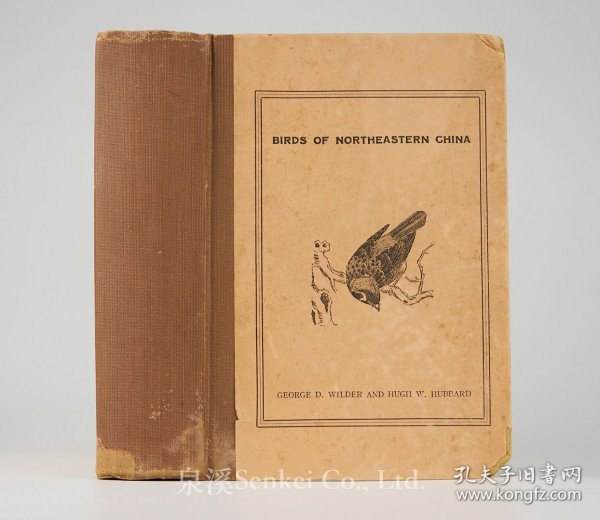 BIRDS OF NORTHEASTERN CHINA
GEORGE D. WILDER AND HUGH W. HUBBARD
泉溪Senkei Co., Ltd.
孔夫子旧书网
www.kongfz.com